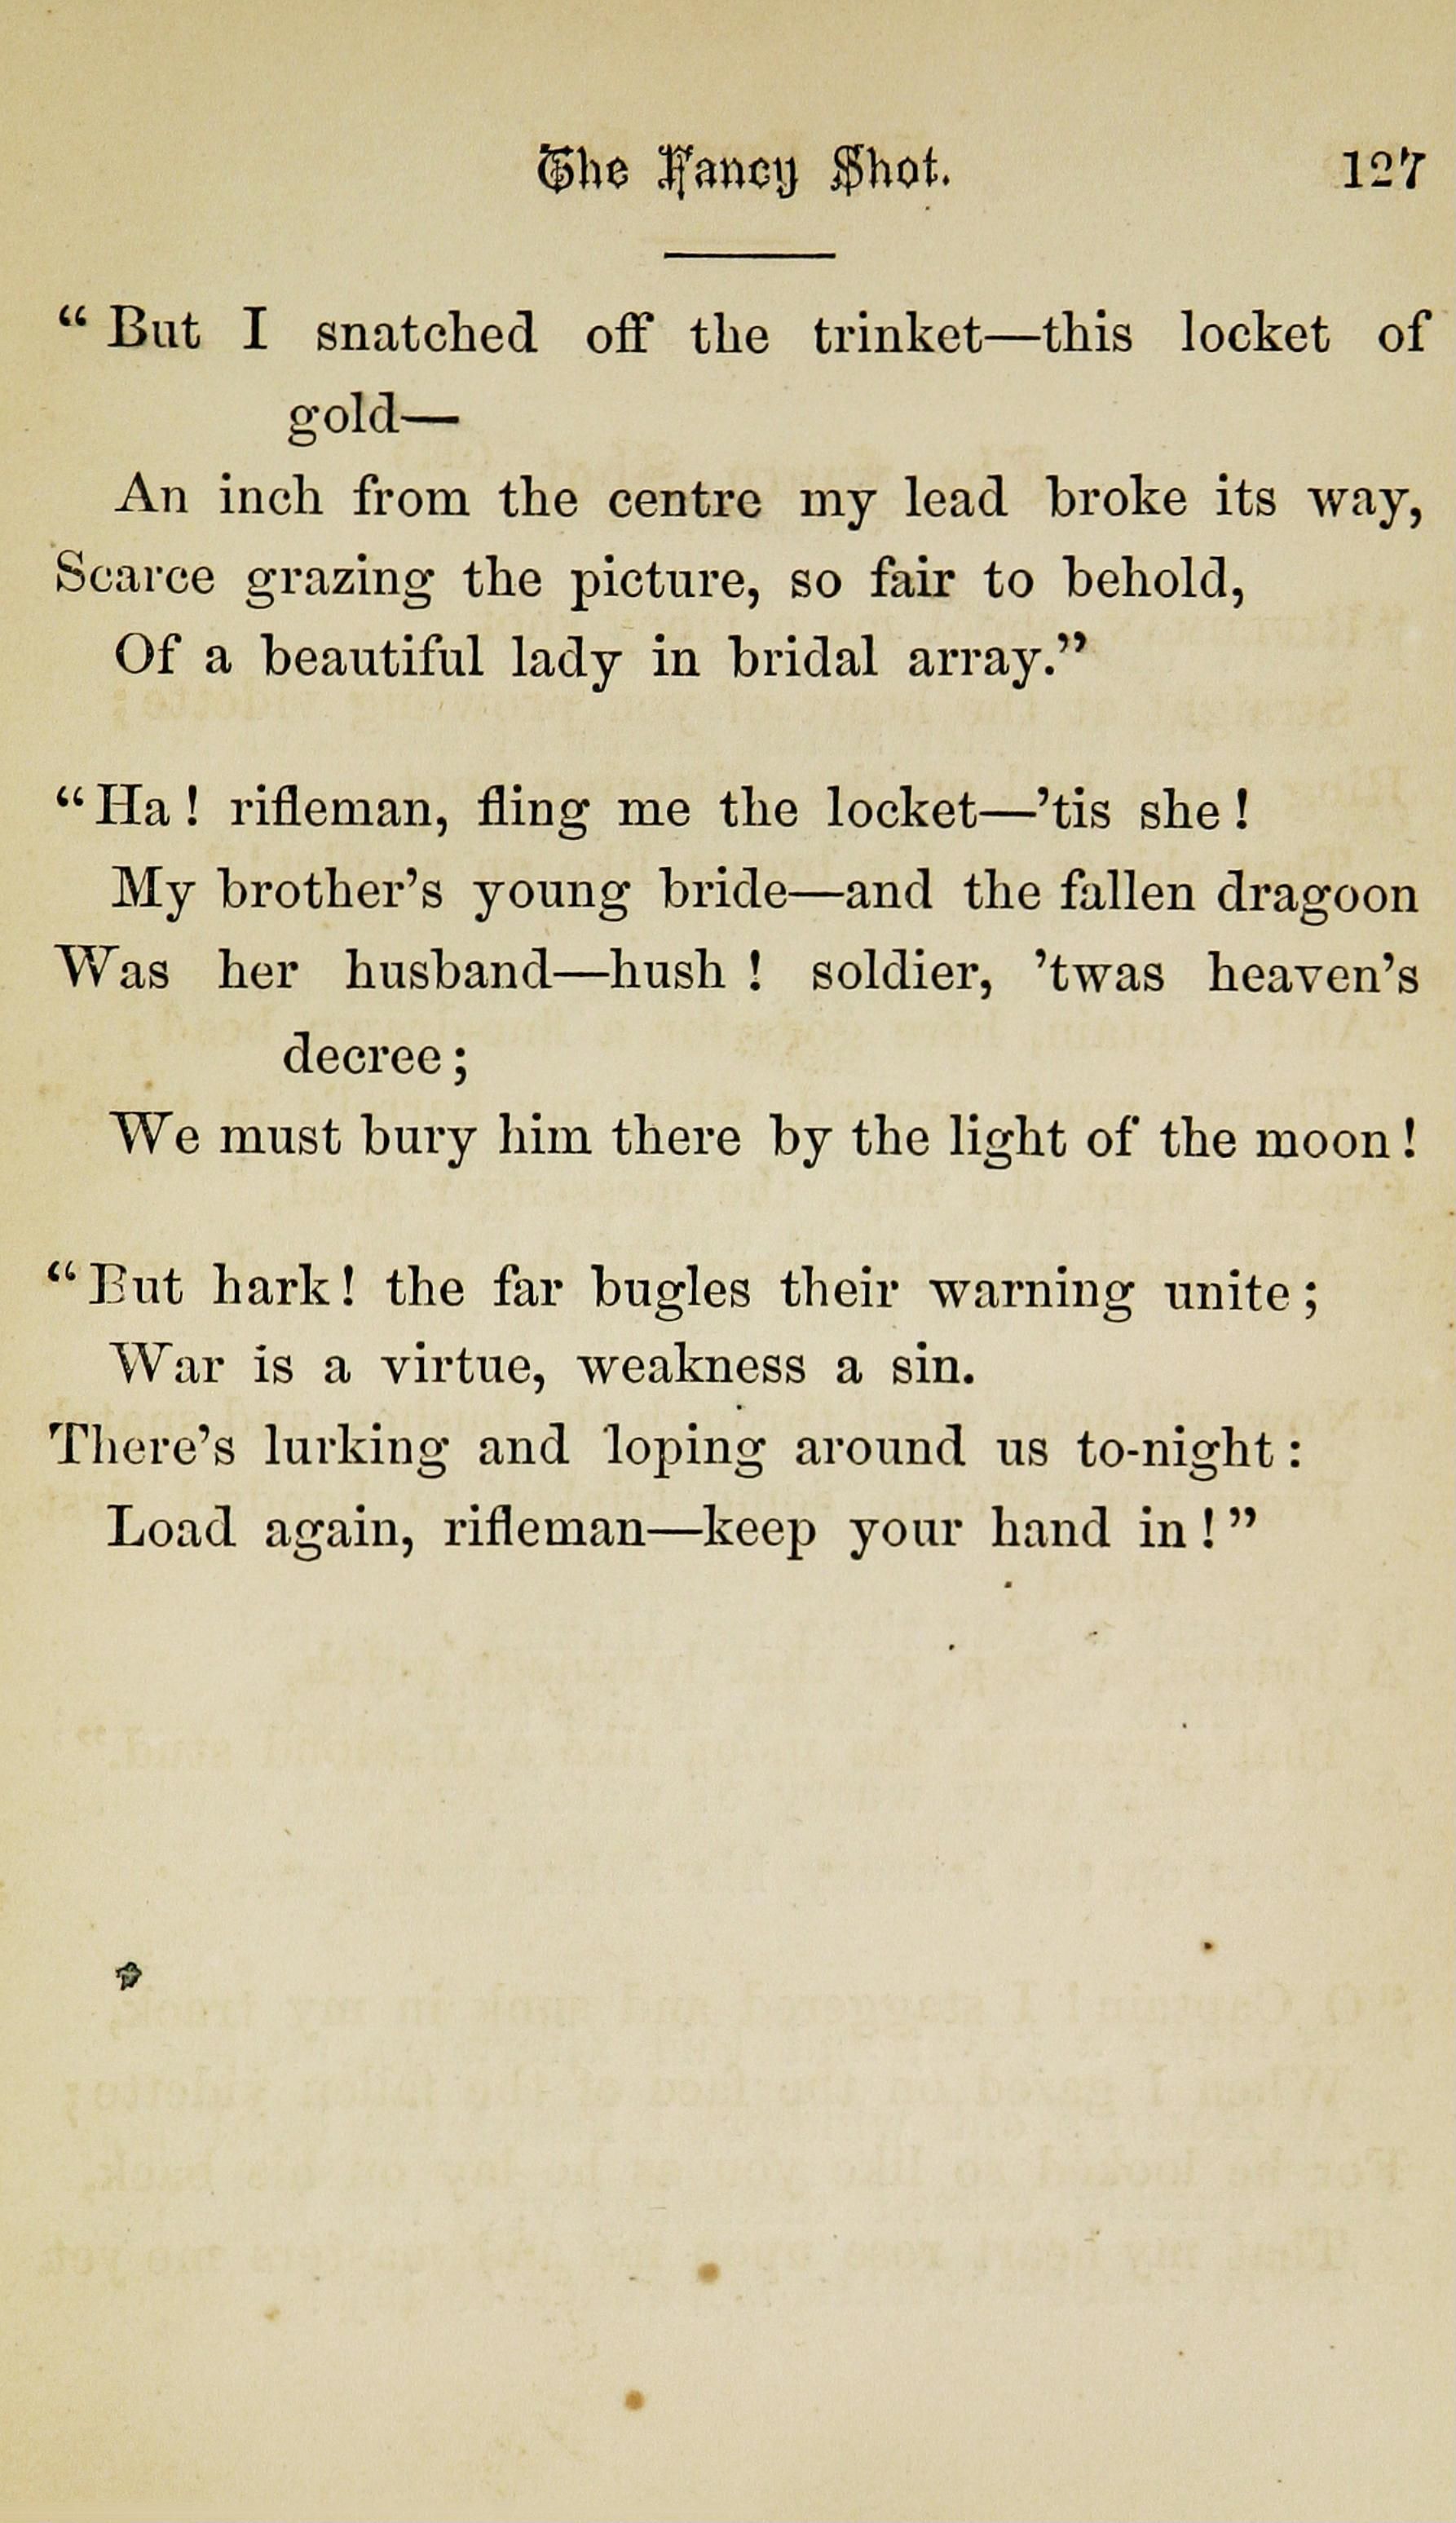 The Fancy Shot. 127
“ But I snatched off the trinket—this locket of
gold—
An inch from the centre my lead broke its way,
Scarce grazing the picture, so fair to behold,
Of a beautiful lady in bridal array.”
“ Ha ! rifleman, fling me the locket—’tis she !
My brother’s young bride—and the fallen dragoon
Was her husband—hush ! soldier, ’twas heaven’s
decree ;
We must bury him there by the light of the moon !
“ But hark ! the far bugles their warning unite ;
War is a virtue, weakness a sin.
There’s lurking and loping around us to-night :
Load again, rifleman—keep your hand in ! ”